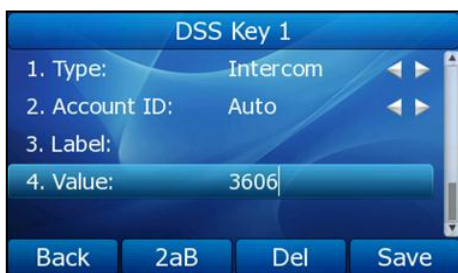 DSS Key 1
1. Type: Intercom
2. Account ID: Auto
3. Label:
4. Value: 3606
Back 2aB Del Save